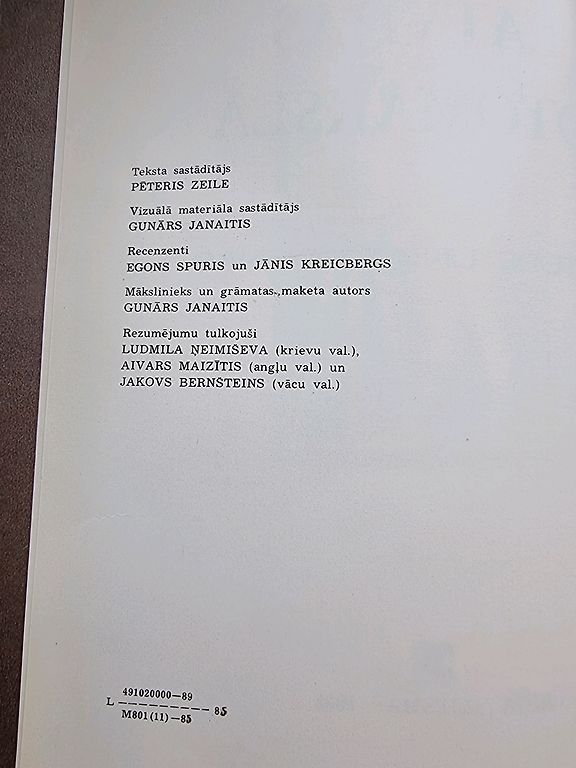 Teksta sastādītājs
PĒTERIS ZEILE
Vizuālā materiāla sastādītājs
GUNĀRS JANAITIS
Recenzenti
EGONS SPURIS un JĀNIS KREICBERGS
Mākslinieks un grāmatas maketa autors
GUNĀRS JANAITIS
Rezumējumu tulkojuši
LUDMILA ŅEIMIŠEVA (krievu val.),
AIVARS MAIZĪTIS (angļu val.) un
JAKOVS BERNŠTEINS (vācu val.)
491020000—89
L ————————— 85
M801(11)—85